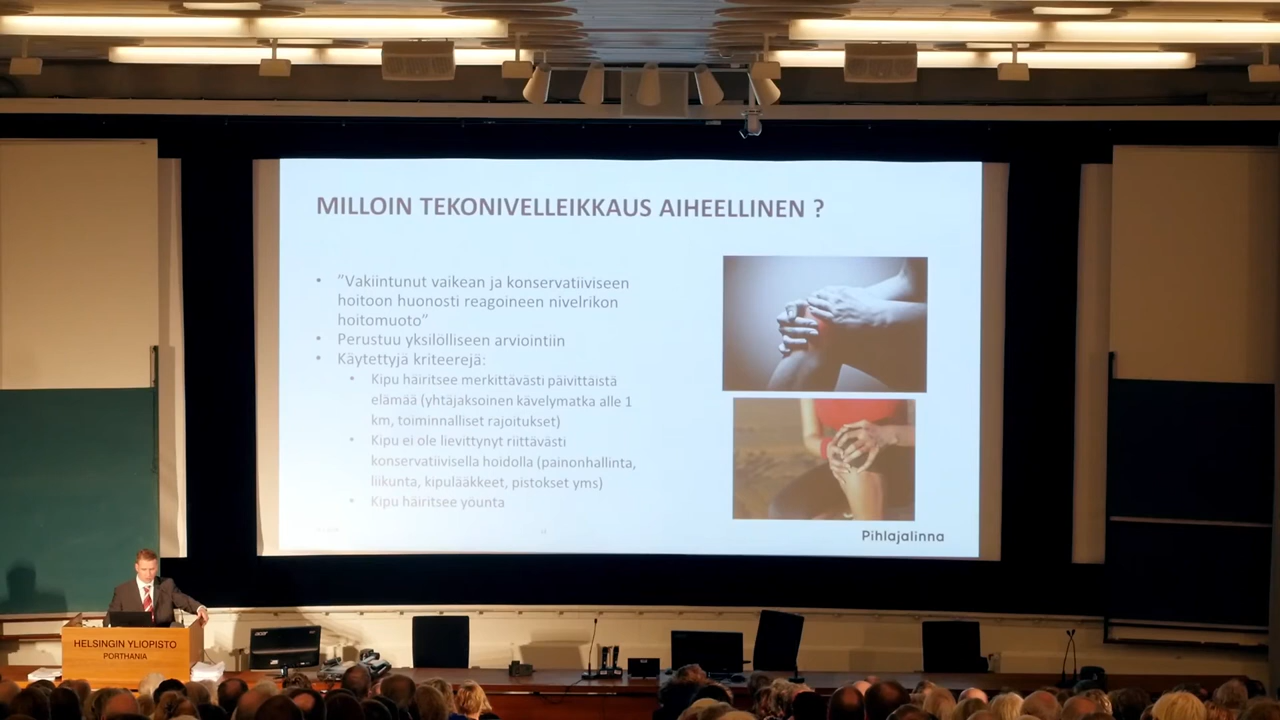 MILLOIN TEKONIVELLEIKKAUS AIHEELLINEN ?
• ”Vakiintunut vaikean ja konservatiiviseen
hoitoon huonosti reagoineen nivelrikon
hoitomuoto”
• Perustuu yksilölliseen arviointiin
• Käytettyjä kriteerejä:
• Kipu häiritsee merkittävästi päivittäistä
elämää (yhtäjaksoinen kävelymatka alle 1
km, toiminnalliset rajoitukset)
• Kipu ei ole lievittynyt riittävästi
konservatiivisella hoidolla (painonhallinta,
liikunta, kipulääkkeet, pistokset yms)
• Kipu häiritsee yöunta
Pihlajalinna
HELSINGIN YLIOPISTO
PORTHANIA